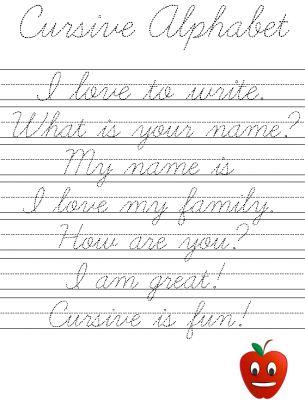 Cursive Alphabet
I love to write.
What is your name?
My name is
I love my family.
How are you?
I am great!
Cursive is fun!